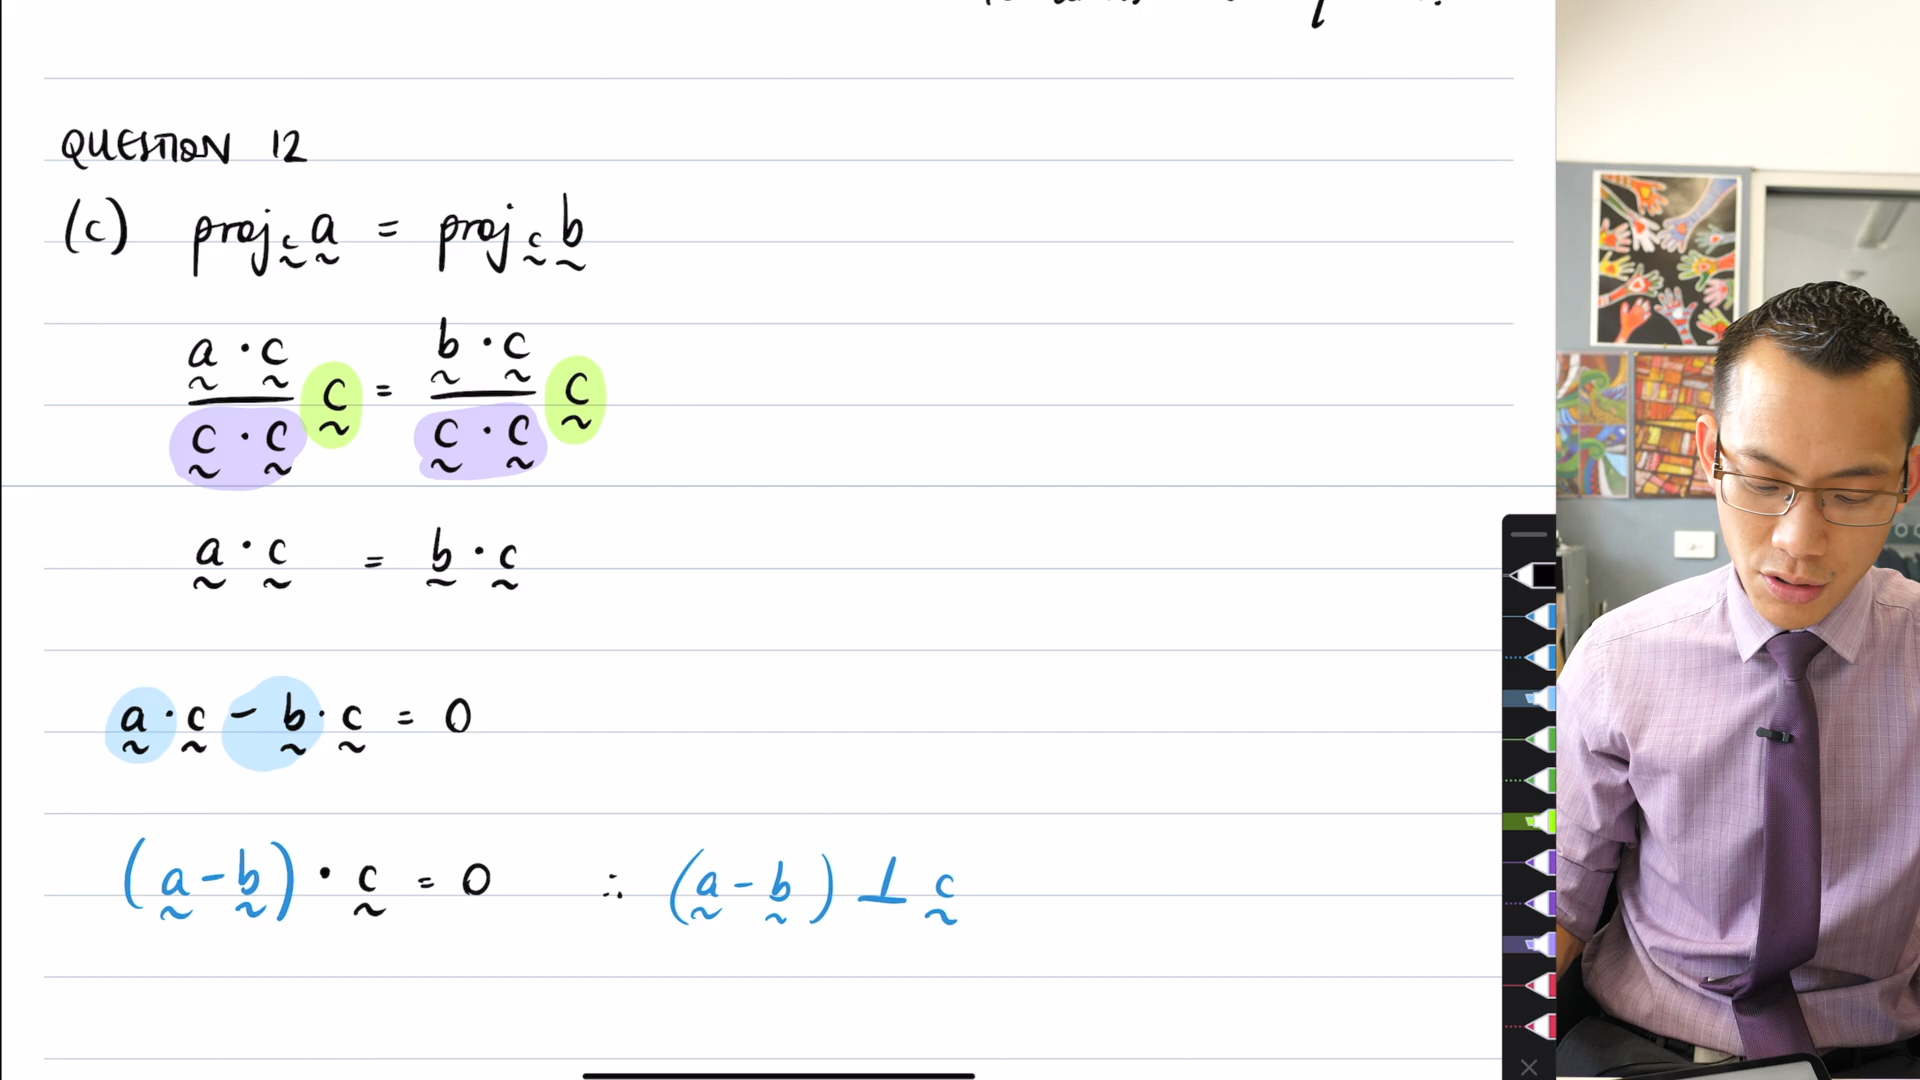 QUESTION 12
(c) proj_c̰ a̰ = proj_c̰ b̰
(a̰ · c̰)/(c̰ · c̰) c̰ = (b̰ · c̰)/(c̰ · c̰) c̰
a̰ · c̰ = b̰ · c̰
a̰ · c̰ − b̰ · c̰ = 0
(a̰ − b̰) · c̰ = 0 ∴ (a̰ − b̰) ⊥ c̰